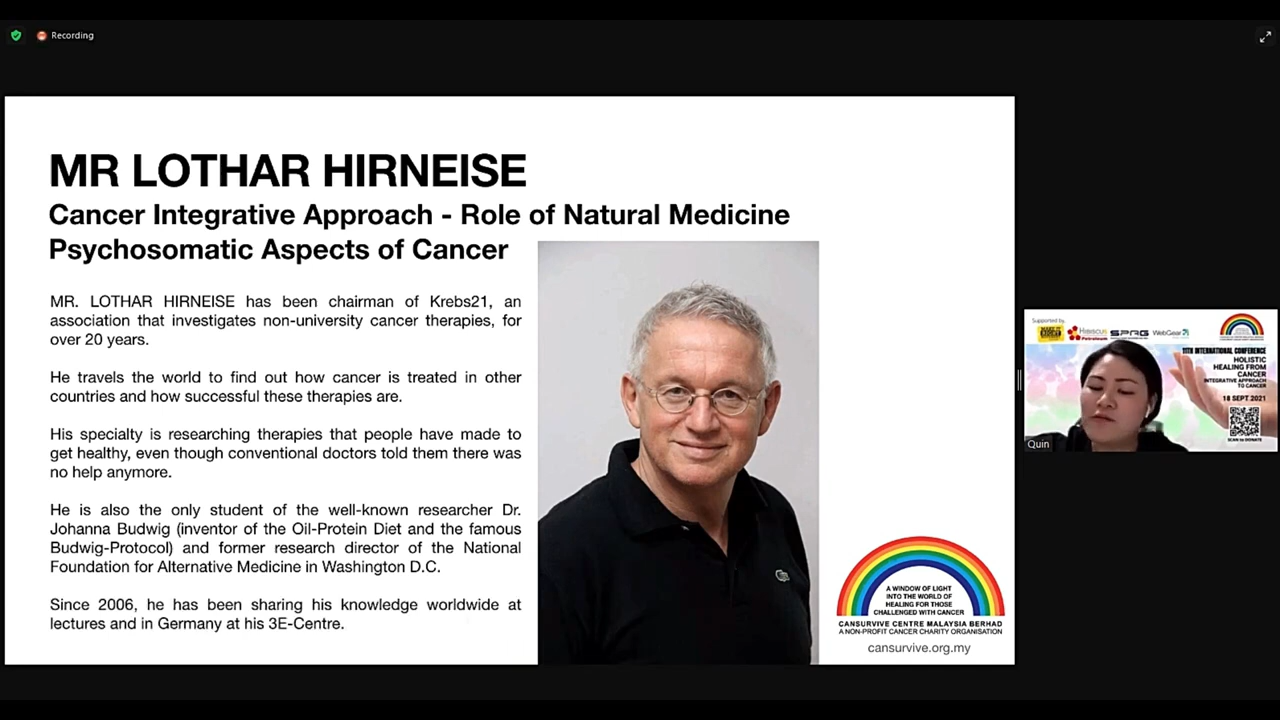 Recording
MR LOTHAR HIRNEISE
Cancer Integrative Approach - Role of Natural Medicine
Psychosomatic Aspects of Cancer
MR. LOTHAR HIRNEISE has been chairman of Krebs21, an
association that investigates non-university cancer therapies, for
over 20 years.
He travels the world to find out how cancer is treated in other
countries and how successful these therapies are.
His specialty is researching therapies that people have made to
get healthy, even though conventional doctors told them there was
no help anymore.
He is also the only student of the well-known researcher Dr.
Johanna Budwig (inventor of the Oil-Protein Diet and the famous
Budwig-Protocol) and former research director of the National
Foundation for Alternative Medicine in Washington D.C.
Since 2006, he has been sharing his knowledge worldwide at
lectures and in Germany at his 3E-Centre.
A WINDOW OF LIGHT
INTO THE WORLD OF
HEALING FOR THOSE
CHALLENGED WITH CANCER
CANSURVIVE CENTRE MALAYSIA BERHAD
A NON-PROFIT CANCER CHARITY ORGANISATION
cansurvive.org.my
Supported by
Hibiscus
Petroleum
WebGear
11TH INTERNATIONAL CONFERENCE
HOLISTIC
HEALING FROM
CANCER
INTEGRATIVE APPROACH
TO CANCER
18 SEPT 2021
SCAN to DONATE
Quin